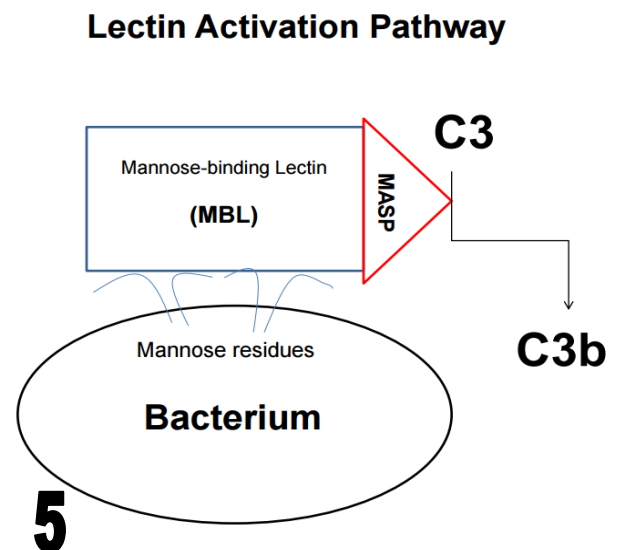 Lectin Activation Pathway
C3
Mannose-binding Lectin
(MBL)
MASP
C3b
Mannose residues
Bacterium
5